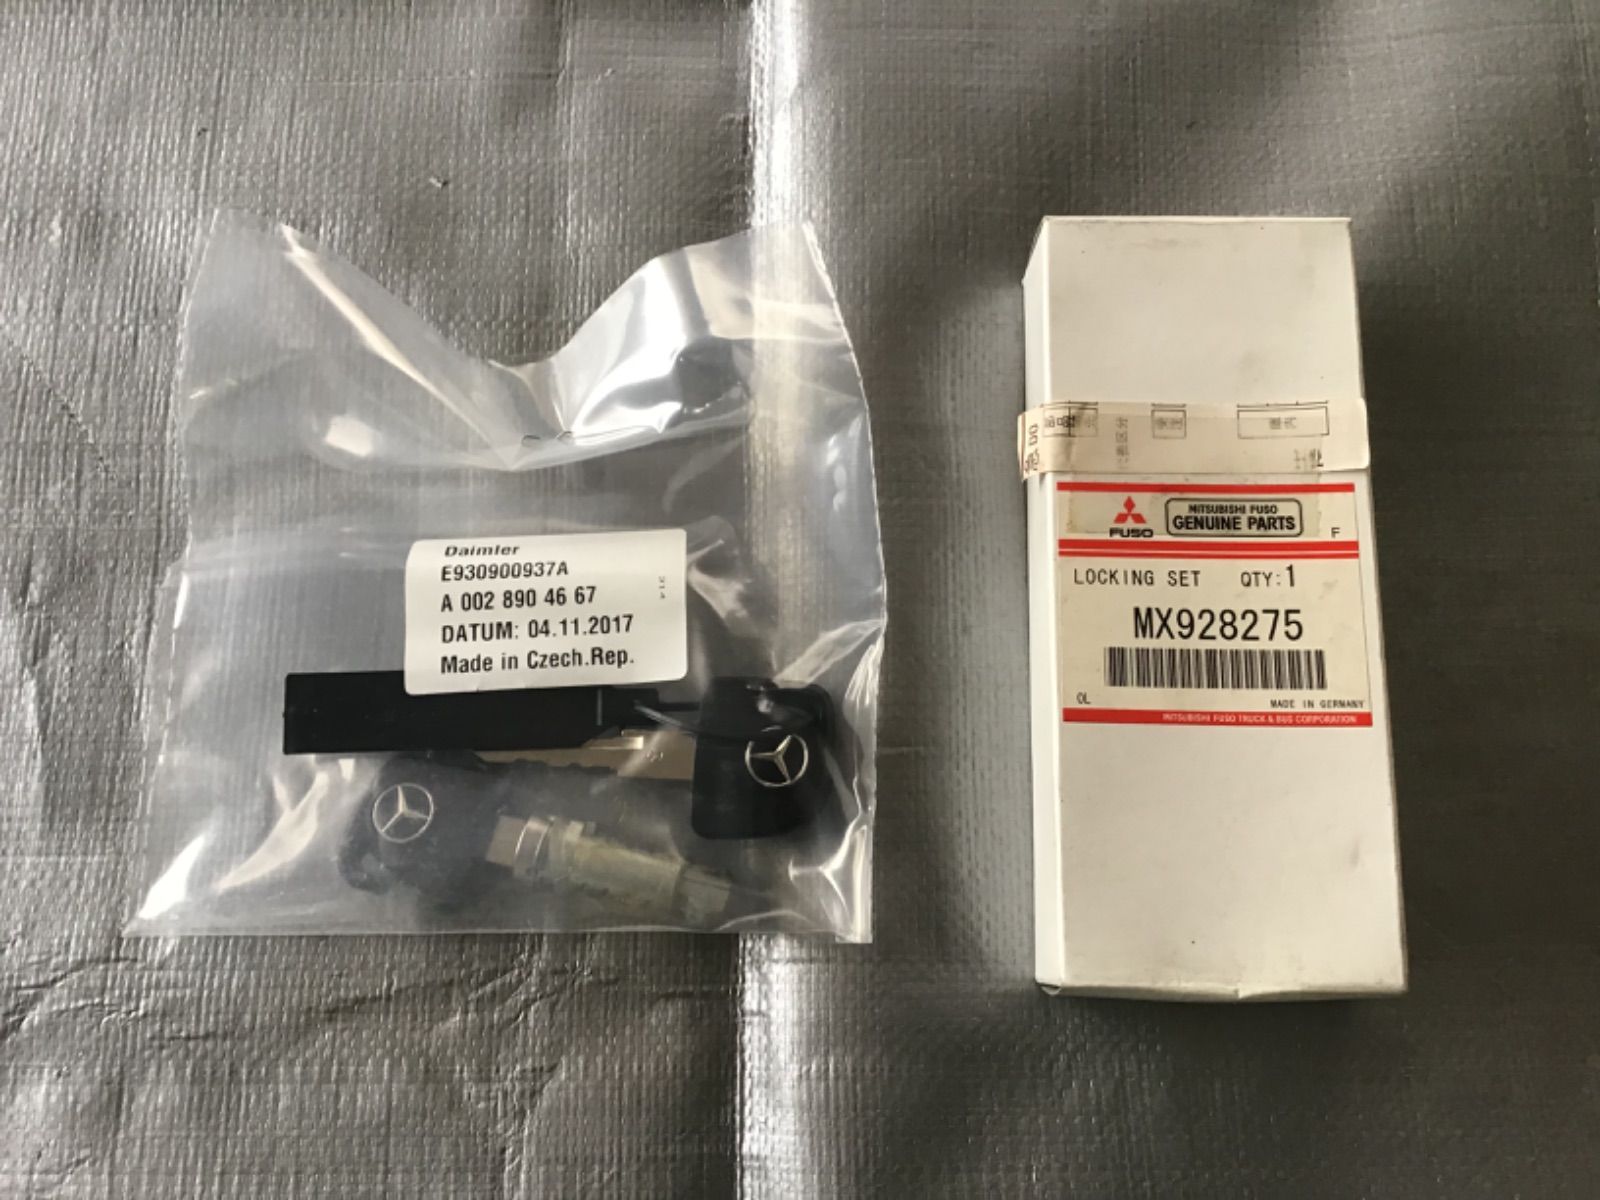 Daimler
E930900937A
A 002 890 46 67
DATUM: 04.11.2017
Made in Czech.Rep.
FUSO
MITSUBISHI FUSO
GENUINE PARTS
F
LOCKING SET QTY:1
MX928275
OL
MADE IN GERMANY
MITSUBISHI FUSO TRUCK & BUS CORPORATION